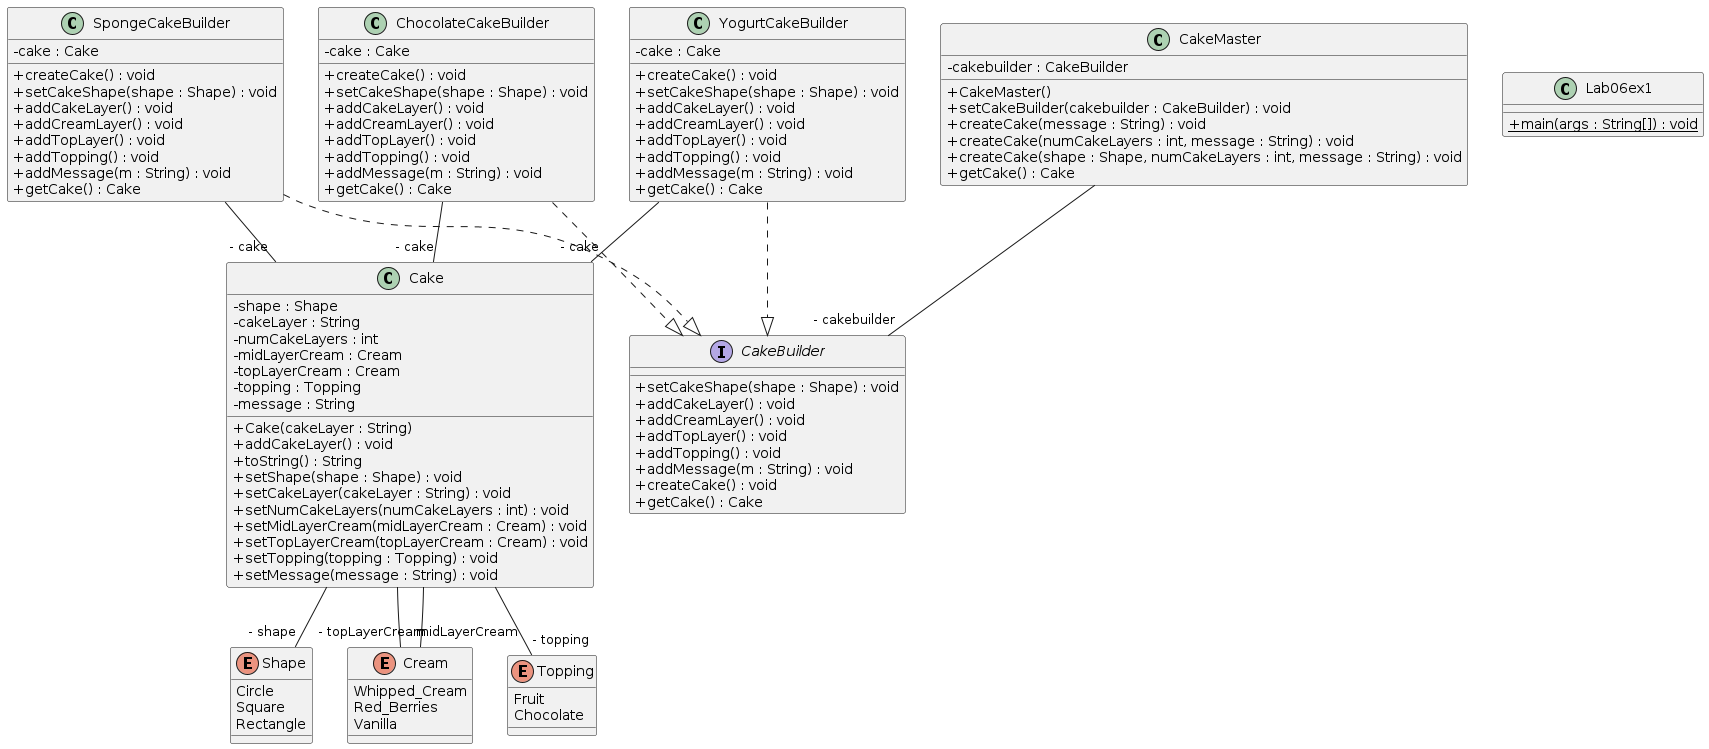 C SpongeCakeBuilder
-cake : Cake
+createCake() : void
+setCakeShape(shape : Shape) : void
+addCakeLayer() : void
+addCreamLayer() : void
+addTopLayer() : void
+addTopping() : void
+addMessage(m : String) : void
+getCake() : Cake
C ChocolateCakeBuilder
-cake : Cake
+createCake() : void
+setCakeShape(shape : Shape) : void
+addCakeLayer() : void
+addCreamLayer() : void
+addTopLayer() : void
+addTopping() : void
+addMessage(m : String) : void
+getCake() : Cake
C YogurtCakeBuilder
-cake : Cake
+createCake() : void
+setCakeShape(shape : Shape) : void
+addCakeLayer() : void
+addCreamLayer() : void
+addTopLayer() : void
+addTopping() : void
+addMessage(m : String) : void
+getCake() : Cake
C CakeMaster
-cakebuilder : CakeBuilder
+CakeMaster()
+setCakeBuilder(cakebuilder : CakeBuilder) : void
+createCake(message : String) : void
+createCake(numCakeLayers : int, message : String) : void
+createCake(shape : Shape, numCakeLayers : int, message : String) : void
+getCake() : Cake
C Lab06ex1
+main(args : String[]) : void
- cake
- cake
- cake
- cakebuilder
C Cake
-shape : Shape
-cakeLayer : String
-numCakeLayers : int
-midLayerCream : Cream
-topLayerCream : Cream
-topping : Topping
-message : String
+Cake(cakeLayer : String)
+addCakeLayer() : void
+toString() : String
+setShape(shape : Shape) : void
+setCakeLayer(cakeLayer : String) : void
+setNumCakeLayers(numCakeLayers : int) : void
+setMidLayerCream(midLayerCream : Cream) : void
+setTopLayerCream(topLayerCream : Cream) : void
+setTopping(topping : Topping) : void
+setMessage(message : String) : void
I CakeBuilder
+setCakeShape(shape : Shape) : void
+addCakeLayer() : void
+addCreamLayer() : void
+addTopLayer() : void
+addTopping() : void
+addMessage(m : String) : void
+createCake() : void
+getCake() : Cake
- shape
- topLayerCream
midLayerCream
- topping
E Shape
Circle
Square
Rectangle
E Cream
Whipped_Cream
Red_Berries
Vanilla
E Topping
Fruit
Chocolate